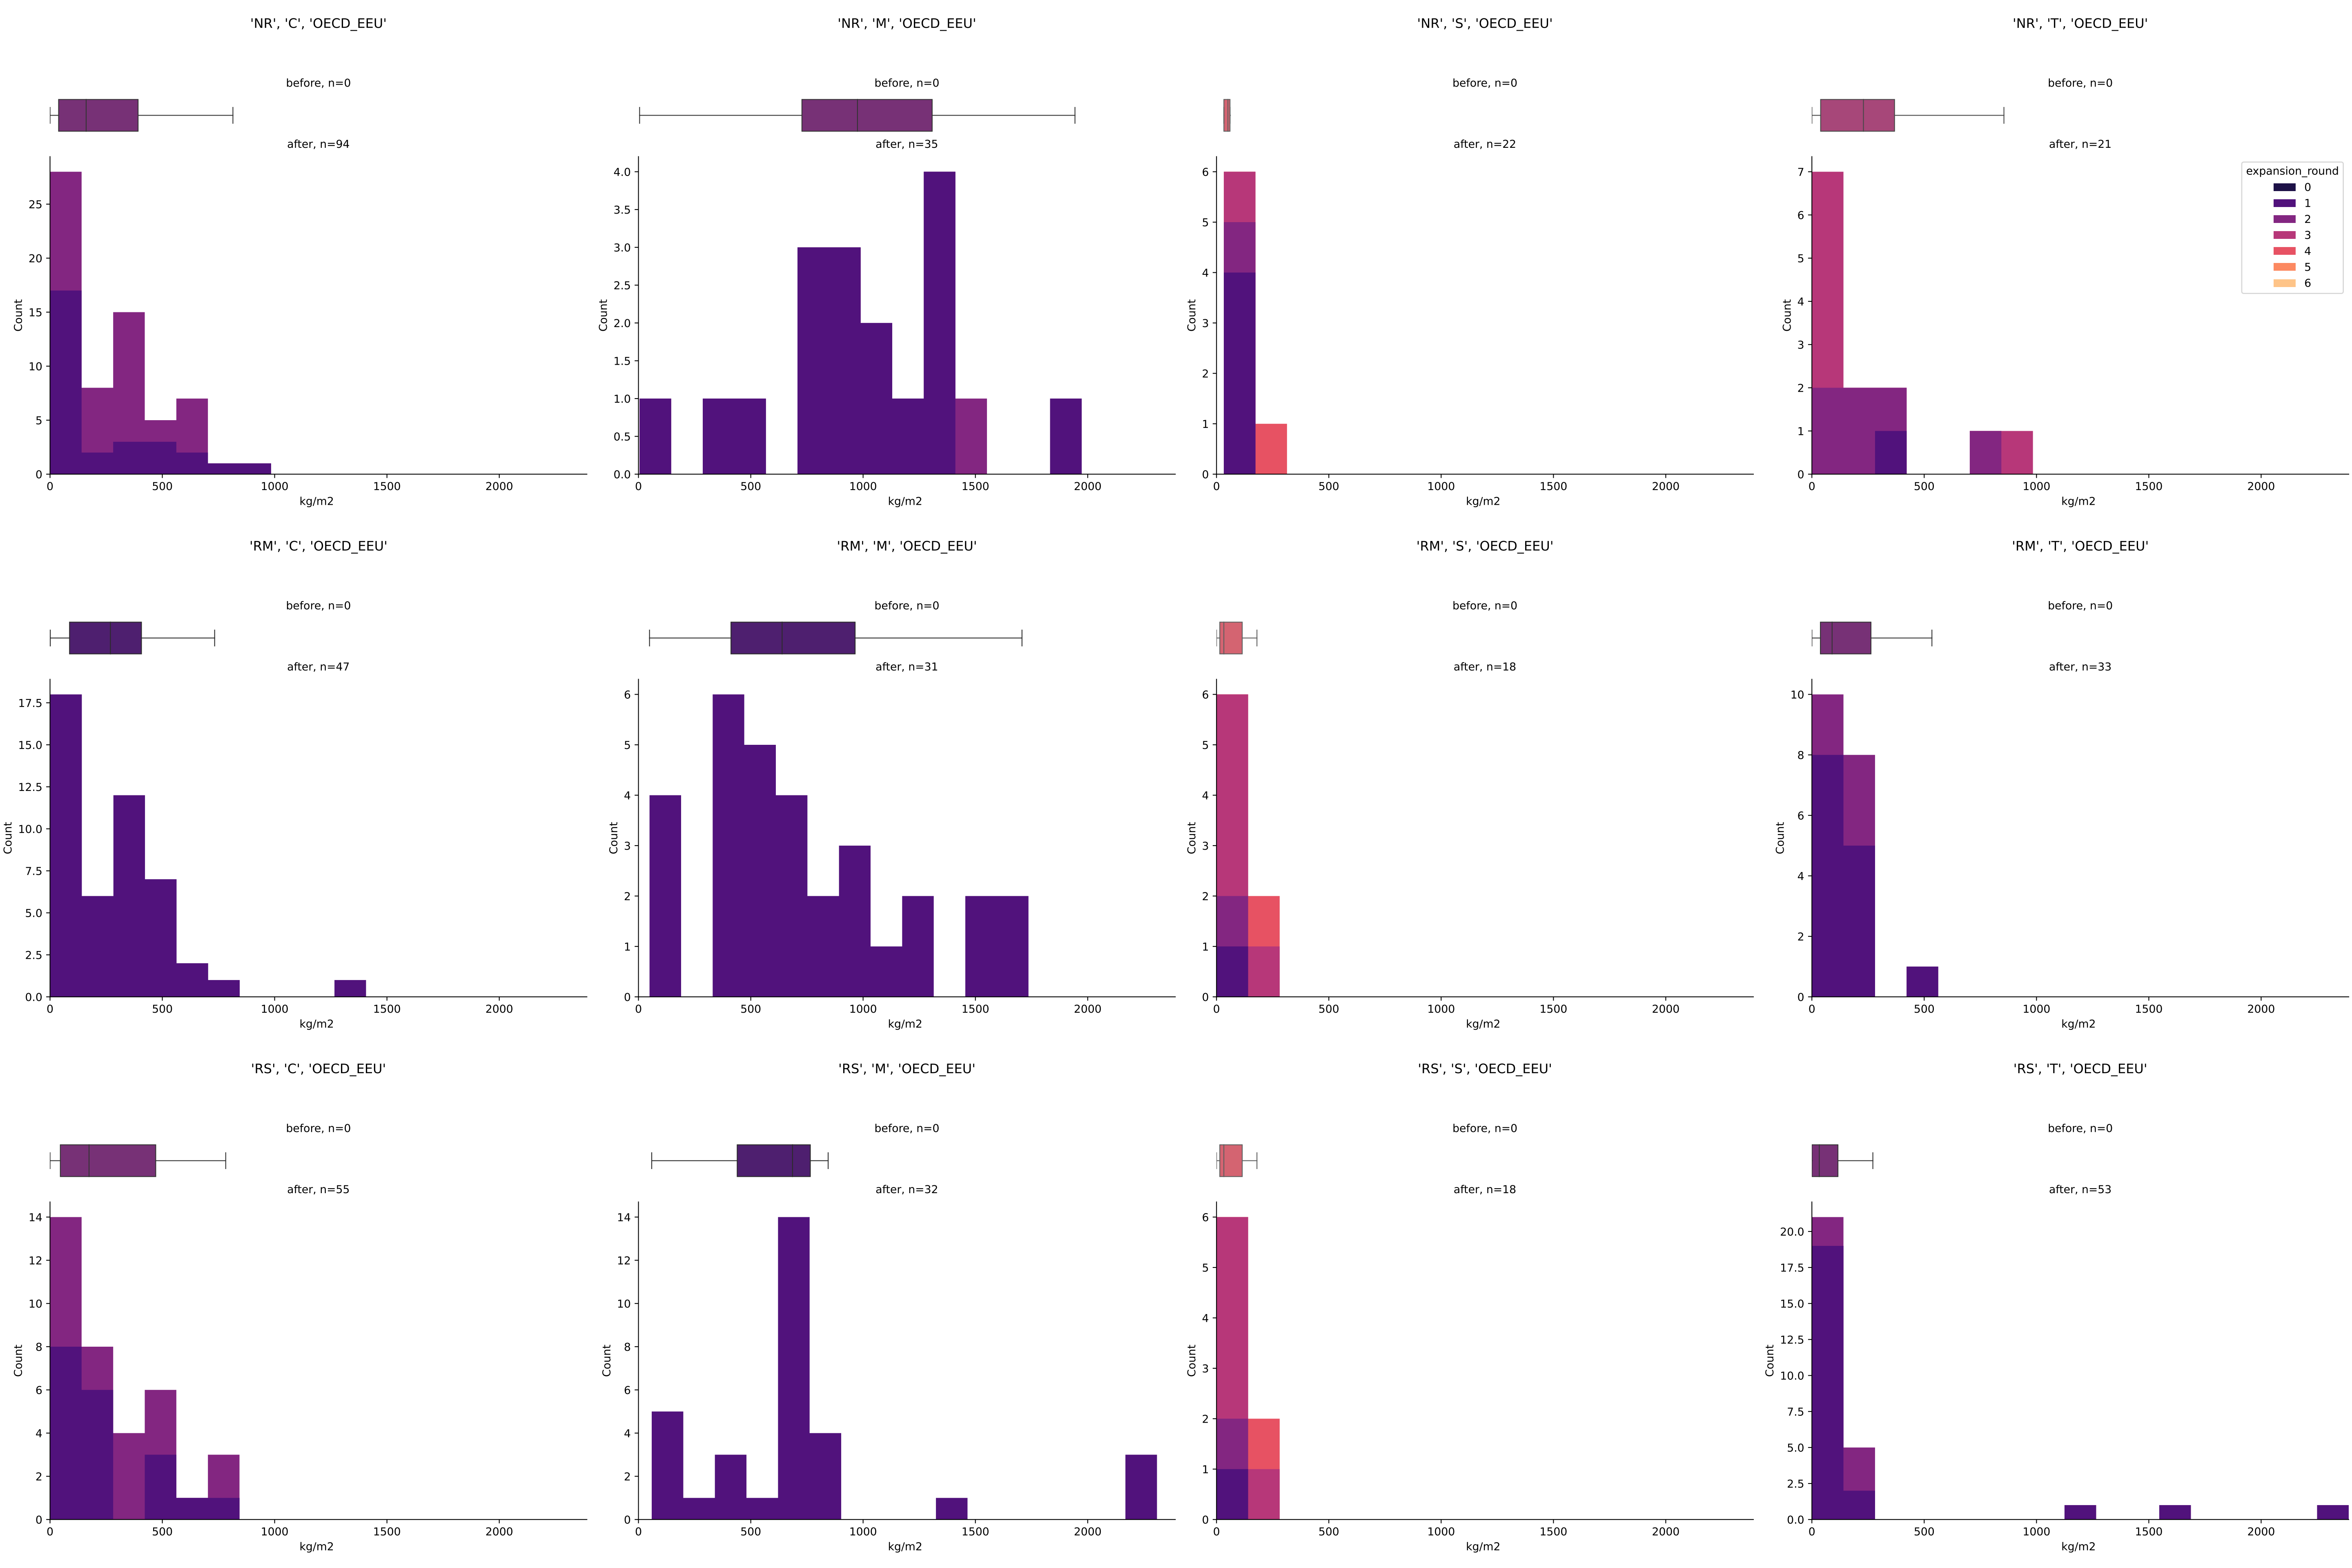 'NR', 'C', 'OECD_EEU'
before, n=0
after, n=94
25
20
15
10
5
0
Count
0 500 1000 1500 2000
kg/m2
'NR', 'M', 'OECD_EEU'
before, n=0
after, n=35
4.0
3.5
3.0
2.5
2.0
1.5
1.0
0.5
0.0
Count
0 500 1000 1500 2000
kg/m2
'NR', 'S', 'OECD_EEU'
before, n=0
after, n=22
6
5
4
3
2
1
0
Count
0 500 1000 1500 2000
kg/m2
'NR', 'T', 'OECD_EEU'
before, n=0
after, n=21
7
6
5
4
3
2
1
0
Count
0 500 1000 1500 2000
kg/m2
expansion_round
0
1
2
3
4
5
6
'RM', 'C', 'OECD_EEU'
before, n=0
after, n=47
17.5
15.0
12.5
10.0
7.5
5.0
2.5
0.0
Count
0 500 1000 1500 2000
kg/m2
'RM', 'M', 'OECD_EEU'
before, n=0
after, n=31
6
5
4
3
2
1
0
Count
0 500 1000 1500 2000
kg/m2
'RM', 'S', 'OECD_EEU'
before, n=0
after, n=18
6
5
4
3
2
1
0
Count
0 500 1000 1500 2000
kg/m2
'RM', 'T', 'OECD_EEU'
before, n=0
after, n=33
10
8
6
4
2
0
Count
0 500 1000 1500 2000
kg/m2
'RS', 'C', 'OECD_EEU'
before, n=0
after, n=55
14
12
10
8
6
4
2
0
Count
0 500 1000 1500 2000
kg/m2
'RS', 'M', 'OECD_EEU'
before, n=0
after, n=32
14
12
10
8
6
4
2
0
Count
0 500 1000 1500 2000
kg/m2
'RS', 'S', 'OECD_EEU'
before, n=0
after, n=18
6
5
4
3
2
1
0
Count
0 500 1000 1500 2000
kg/m2
'RS', 'T', 'OECD_EEU'
before, n=0
after, n=53
20.0
17.5
15.0
12.5
10.0
7.5
5.0
2.5
0.0
Count
0 500 1000 1500 2000
kg/m2